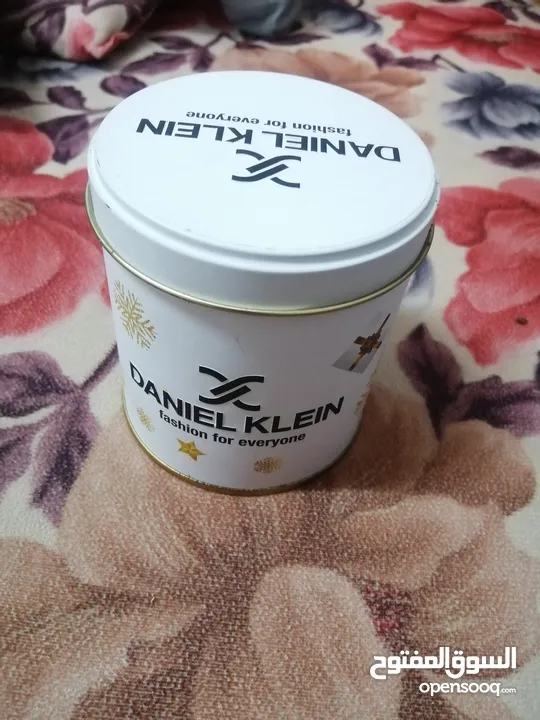 DANIEL KLEIN
fashion for everyone
DANIEL KLEIN
fashion for everyone
السوق المفتوح
opensooq.com